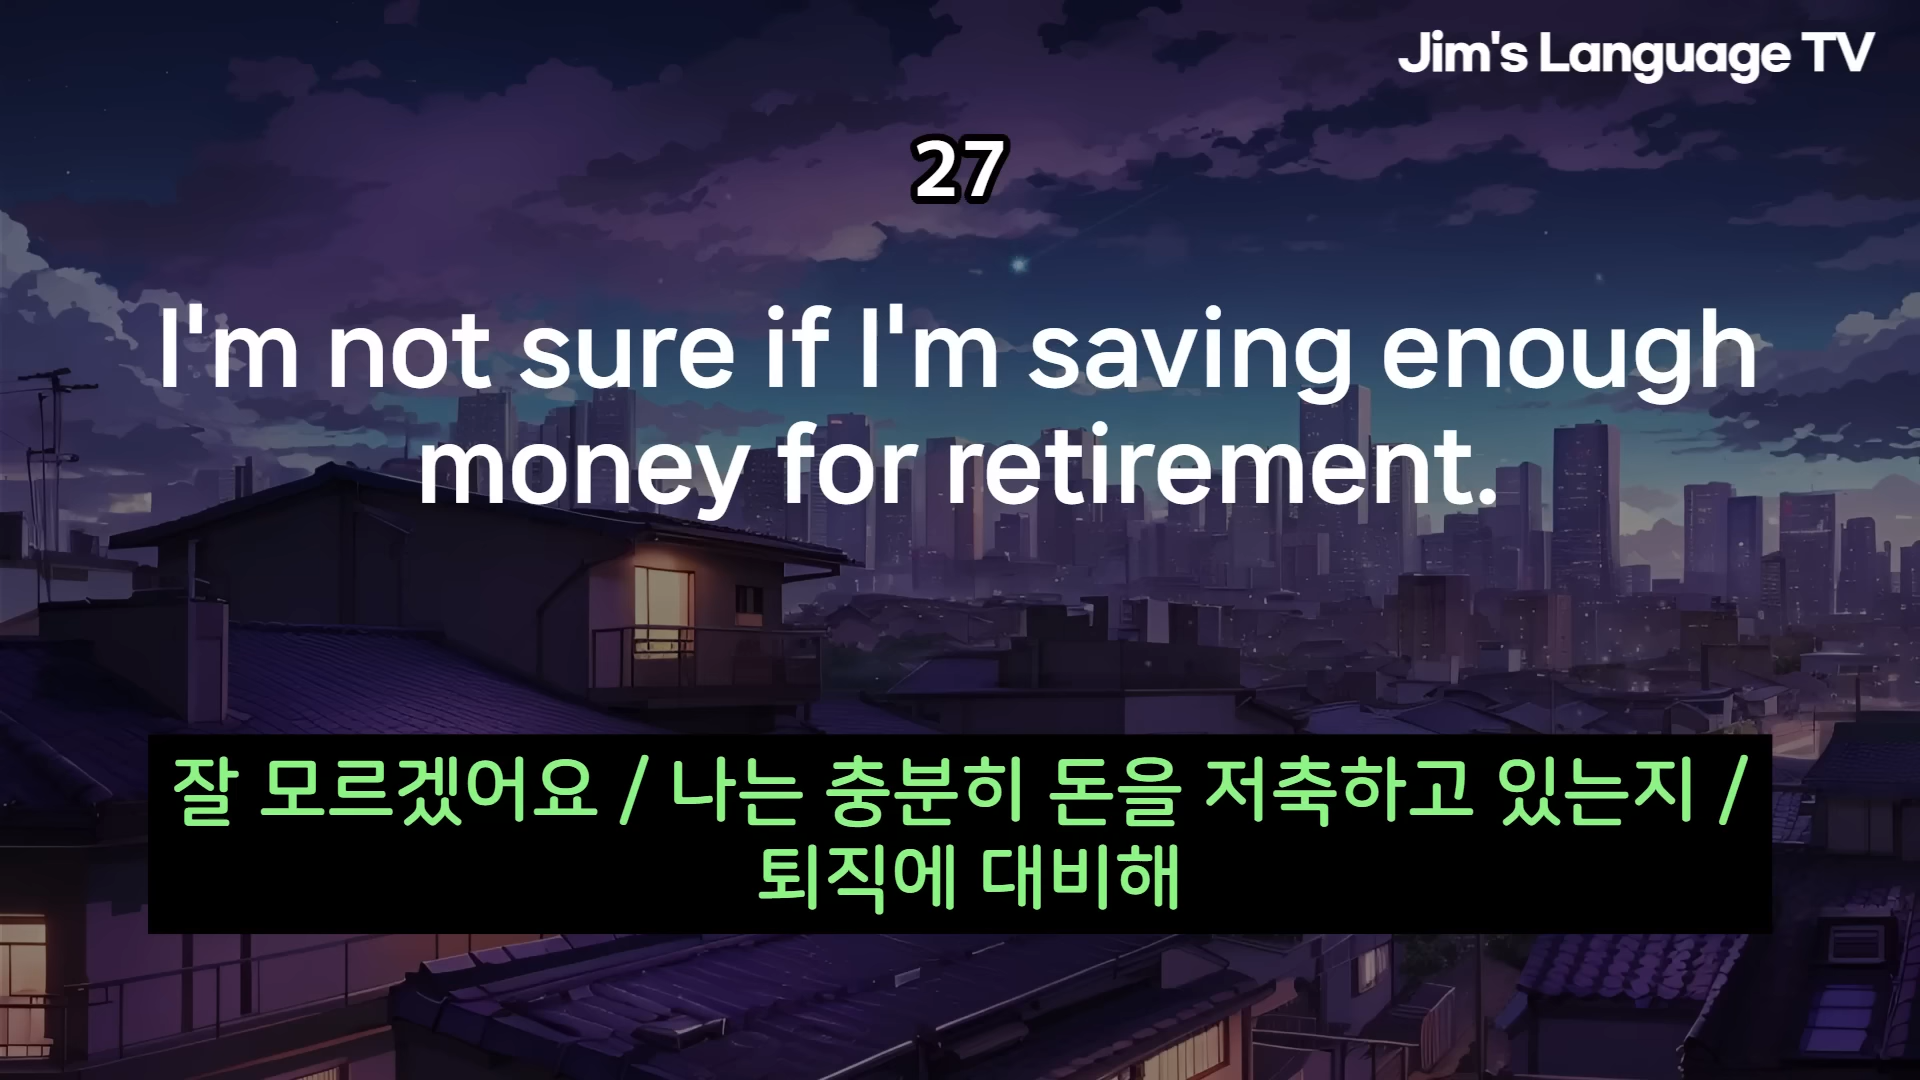 Jim's Language TV
27
I'm not sure if I'm saving enough
money for retirement.
잘 모르겠어요 / 나는 충분히 돈을 저축하고 있는지 /
퇴직에 대비해